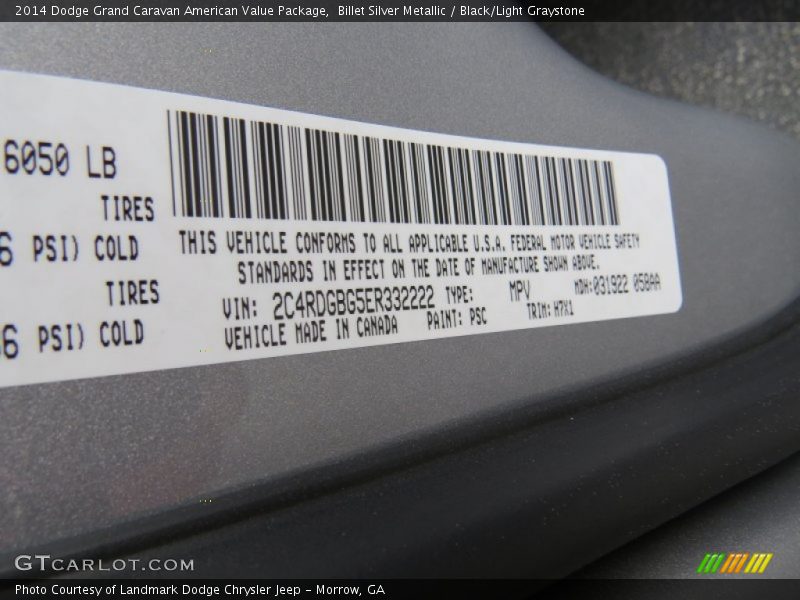 2014 Dodge Grand Caravan American Value Package,  Billet Silver Metallic / Black/Light Graystone
6050 LB
TIRES
6 PSI) COLD
TIRES
6 PSI) COLD
THIS VEHICLE CONFORMS TO ALL APPLICABLE U.S.A. FEDERAL MOTOR VEHICLE SAFETY
STANDARDS IN EFFECT ON THE DATE OF MANUFACTURE SHOWN ABOVE.
VIN: 2C4RDGBG5ER332222 TYPE: MPV MDH:031922 058AA
VEHICLE MADE IN CANADA PAINT: PSC TRIM: H7X1
GTCARLOT.COM
Photo Courtesy of Landmark Dodge Chrysler Jeep – Morrow, GA